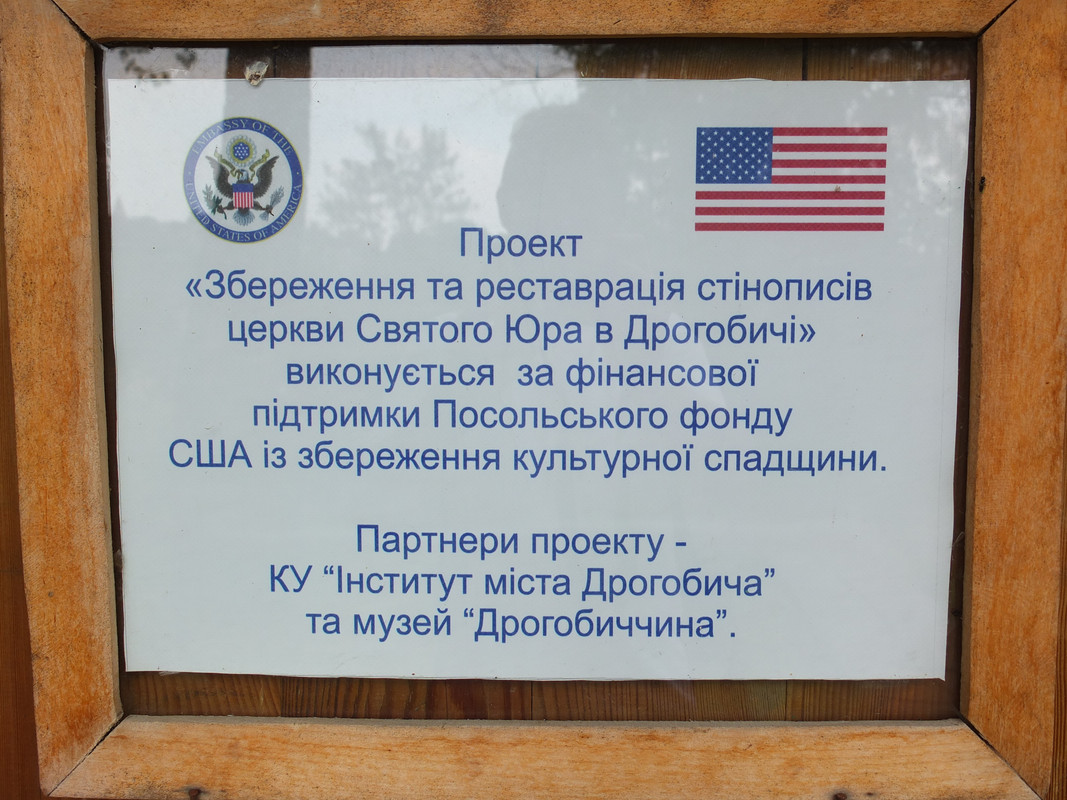 EMBASSY OF THE
UNITED STATES OF AMERICA
Проект
«Збереження та реставрація стінописів
церкви Святого Юра в Дрогобичі»
виконується за фінансової
підтримки Посольського фонду
США із збереження культурної спадщини.
Партнери проекту -
КУ “Інститут міста Дрогобича”
та музей “Дрогобиччина”.